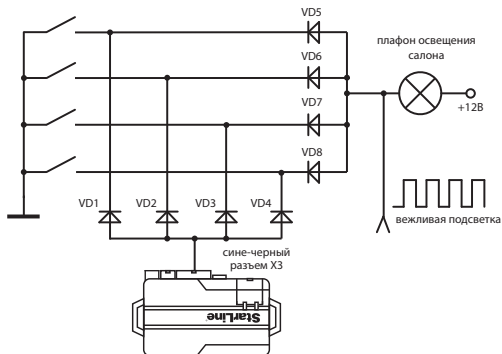 VD5
плафон освещения
салона
VD6
+12В
VD7
VD8
VD1
VD2
VD3
VD4
вежливая подсветка
сине-черный
разъем X3
StarLine